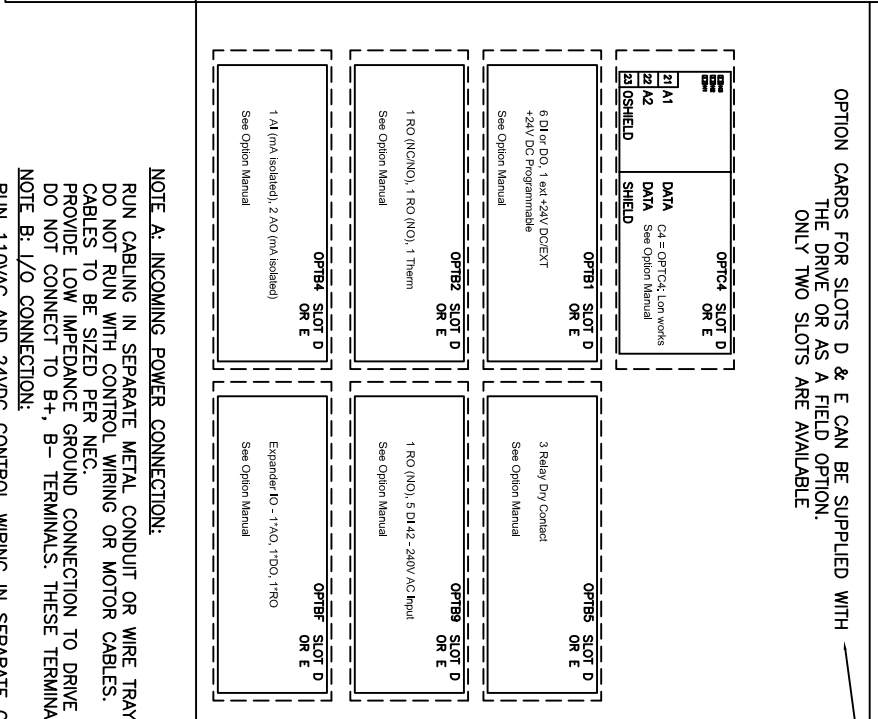 OPTION CARDS FOR SLOTS D & E CAN BE SUPPLIED WITH
THE DRIVE OR AS A FIELD OPTION.
ONLY TWO SLOTS ARE AVAILABLE
OPTC4 SLOT D
OR E
21 A1 DATA
22 A2 DATA
23 0SHIELD SHIELD
C4 = OPTC4; Lon works
See Option Manual
OPTB1 SLOT D
OR E
6 DI or DO, 1 ext +24V DC/EXT
+24V DC Programmable
See Option Manual
OPTB5 SLOT D
OR E
3 Relay Dry Contact
See Option Manual
OPTB2 SLOT D
OR E
1 RO (NC/NO), 1 RO (NO), 1 Therm
See Option Manual
OPTB9 SLOT D
OR E
1 RO (NO), 5 DI 42 - 240V AC Input
See Option Manual
OPTB4 SLOT D
OR E
1 AI (mA isolated), 2 AO (mA isolated)
See Option Manual
OPTBF SLOT D
OR E
Expander IO - 1*AO, 1*DO, 1*RO
See Option Manual
NOTE A: INCOMING POWER CONNECTION:
RUN CABLING IN SEPARATE METAL CONDUIT OR WIRE TRAY
DO NOT RUN WITH CONTROL WIRING OR MOTOR CABLES.
CABLES TO BE SIZED PER NEC.
PROVIDE LOW IMPEDANCE GROUND CONNECTION TO DRIVE
DO NOT CONNECT TO B+, B- TERMINALS. THESE TERMINA
NOTE B: I/O CONNECTION:
RUN 110VAC AND 24VDC CONTROL WIRING IN SEPARATE C